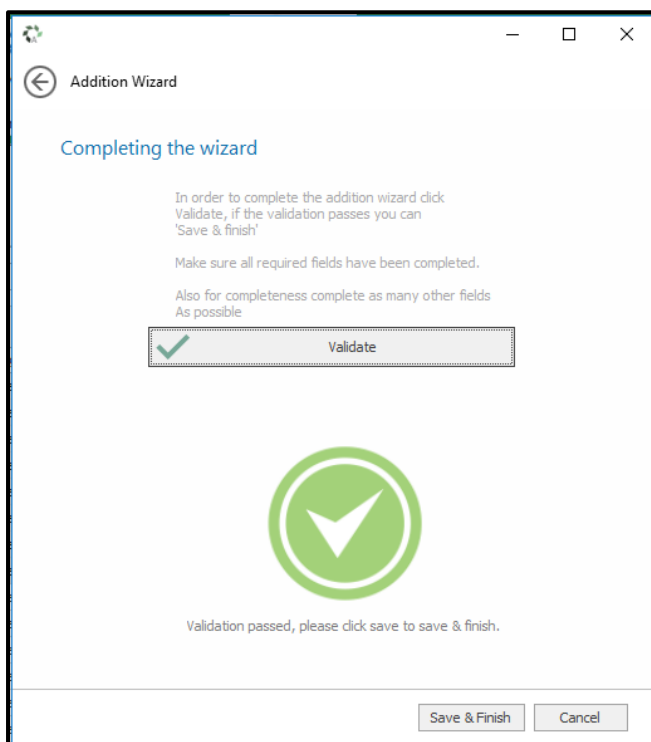 Addition Wizard
Completing the wizard
In order to complete the addition wizard click
Validate, if the validation passes you can
'Save & finish'
Make sure all required fields have been completed.
Also for completeness complete as many other fields
As possible
Validate
Validation passed, please click save to save & finish.
Save & Finish
Cancel